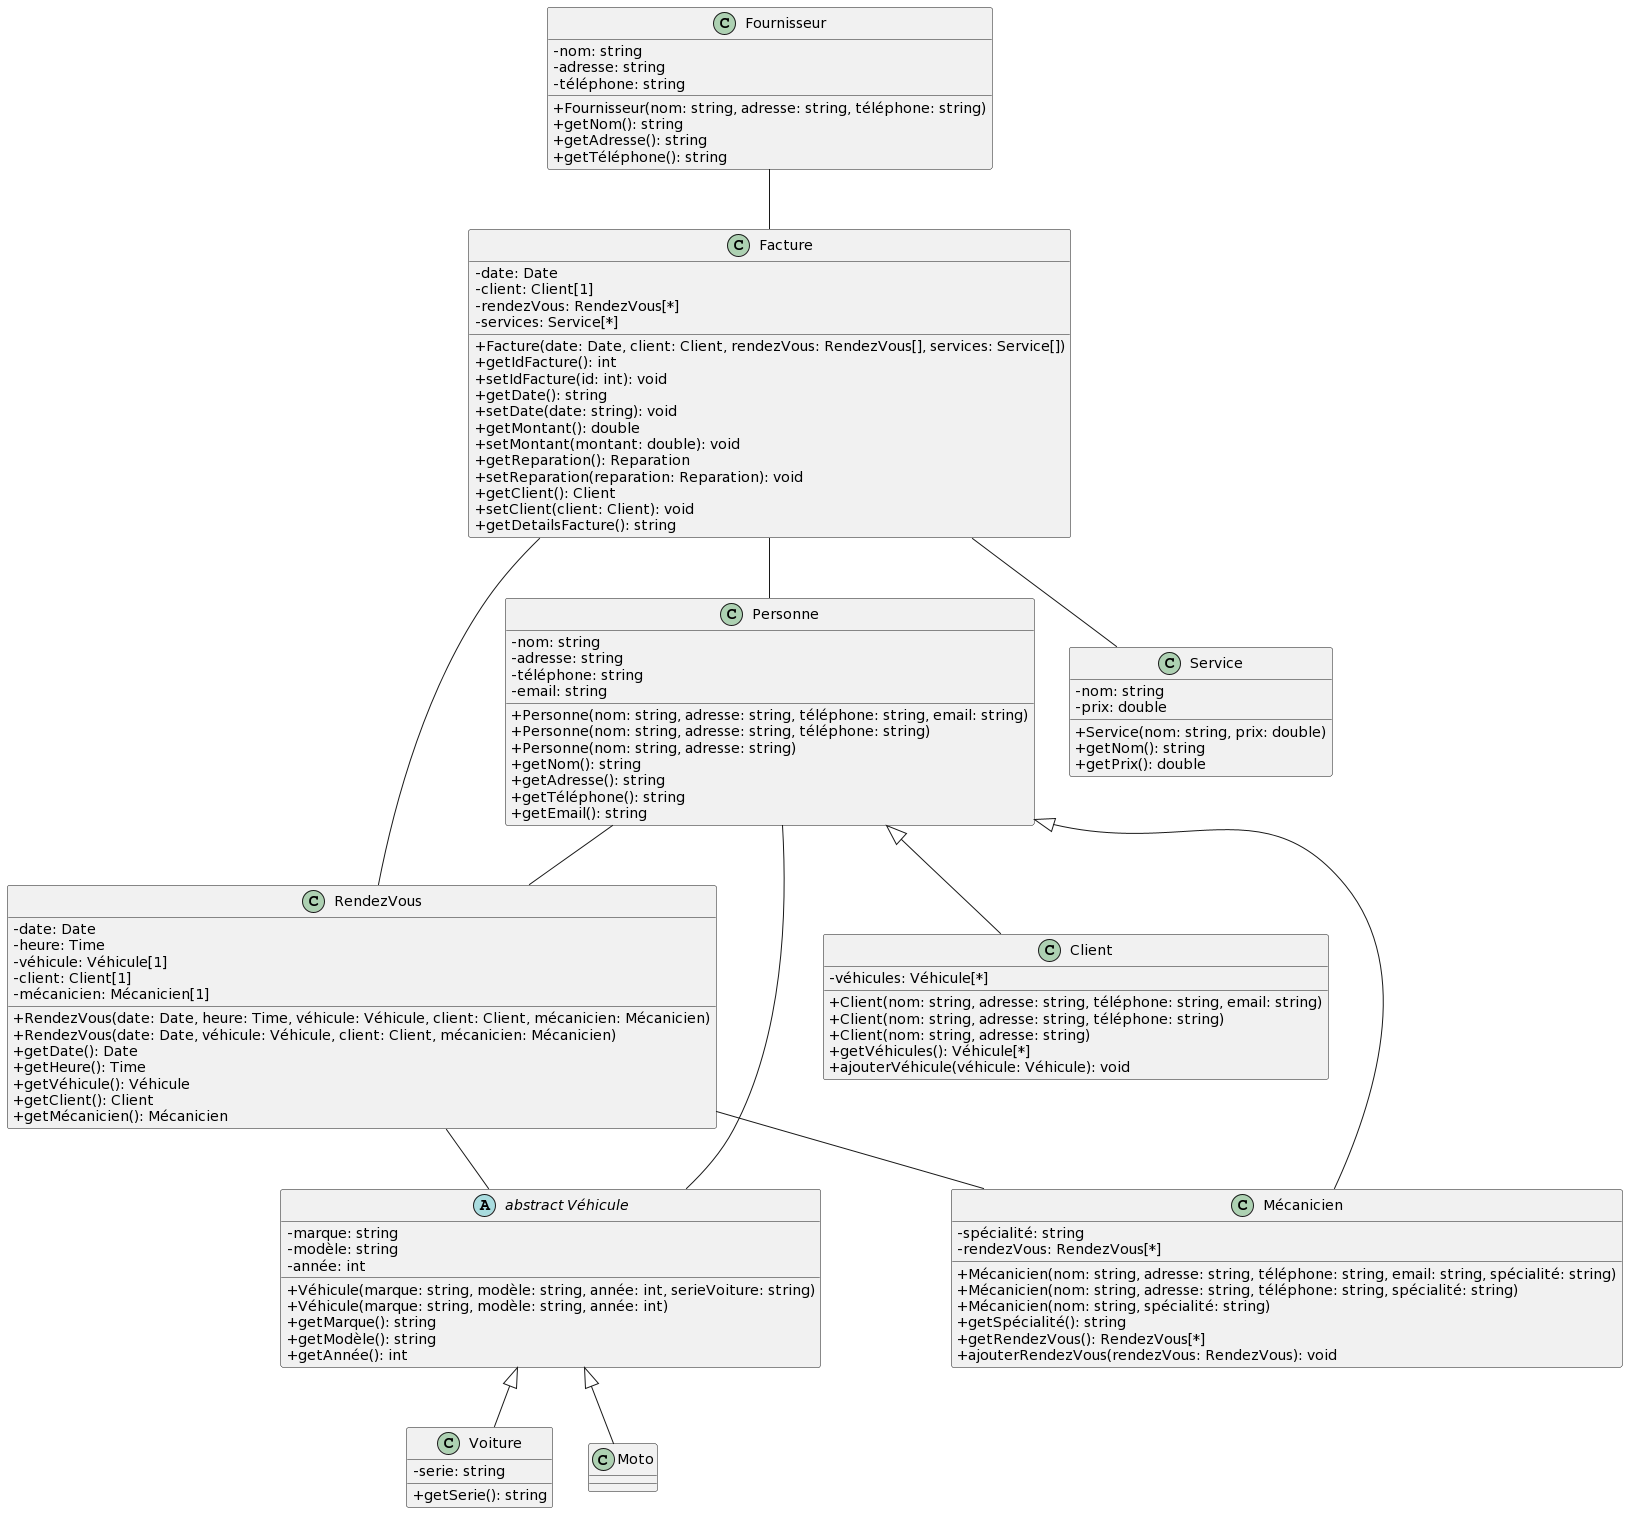 C Fournisseur
-nom: string
-adresse: string
-téléphone: string
+Fournisseur(nom: string, adresse: string, téléphone: string)
+getNom(): string
+getAdresse(): string
+getTéléphone(): string
C Facture
-date: Date
-client: Client[1]
-rendezVous: RendezVous[*]
-services: Service[*]
+Facture(date: Date, client: Client, rendezVous: RendezVous[], services: Service[])
+getIdFacture(): int
+setIdFacture(id: int): void
+getDate(): string
+setDate(date: string): void
+getMontant(): double
+setMontant(montant: double): void
+getReparation(): Reparation
+setReparation(reparation: Reparation): void
+getClient(): Client
+setClient(client: Client): void
+getDetailsFacture(): string
C Personne
-nom: string
-adresse: string
-téléphone: string
-email: string
+Personne(nom: string, adresse: string, téléphone: string, email: string)
+Personne(nom: string, adresse: string, téléphone: string)
+Personne(nom: string, adresse: string)
+getNom(): string
+getAdresse(): string
+getTéléphone(): string
+getEmail(): string
C Service
-nom: string
-prix: double
+Service(nom: string, prix: double)
+getNom(): string
+getPrix(): double
C RendezVous
-date: Date
-heure: Time
-véhicule: Véhicule[1]
-client: Client[1]
-mécanicien: Mécanicien[1]
+RendezVous(date: Date, heure: Time, véhicule: Véhicule, client: Client, mécanicien: Mécanicien)
+RendezVous(date: Date, véhicule: Véhicule, client: Client, mécanicien: Mécanicien)
+getDate(): Date
+getHeure(): Time
+getVéhicule(): Véhicule
+getClient(): Client
+getMécanicien(): Mécanicien
C Client
-véhicules: Véhicule[*]
+Client(nom: string, adresse: string, téléphone: string, email: string)
+Client(nom: string, adresse: string, téléphone: string)
+Client(nom: string, adresse: string)
+getVéhicules(): Véhicule[*]
+ajouterVéhicule(véhicule: Véhicule): void
A abstract Véhicule
-marque: string
-modèle: string
-année: int
+Véhicule(marque: string, modèle: string, année: int, serieVoiture: string)
+Véhicule(marque: string, modèle: string, année: int)
+getMarque(): string
+getModèle(): string
+getAnnée(): int
C Mécanicien
-spécialité: string
-rendezVous: RendezVous[*]
+Mécanicien(nom: string, adresse: string, téléphone: string, email: string, spécialité: string)
+Mécanicien(nom: string, adresse: string, téléphone: string, spécialité: string)
+Mécanicien(nom: string, spécialité: string)
+getSpécialité(): string
+getRendezVous(): RendezVous[*]
+ajouterRendezVous(rendezVous: RendezVous): void
C Voiture
-serie: string
+getSerie(): string
C Moto